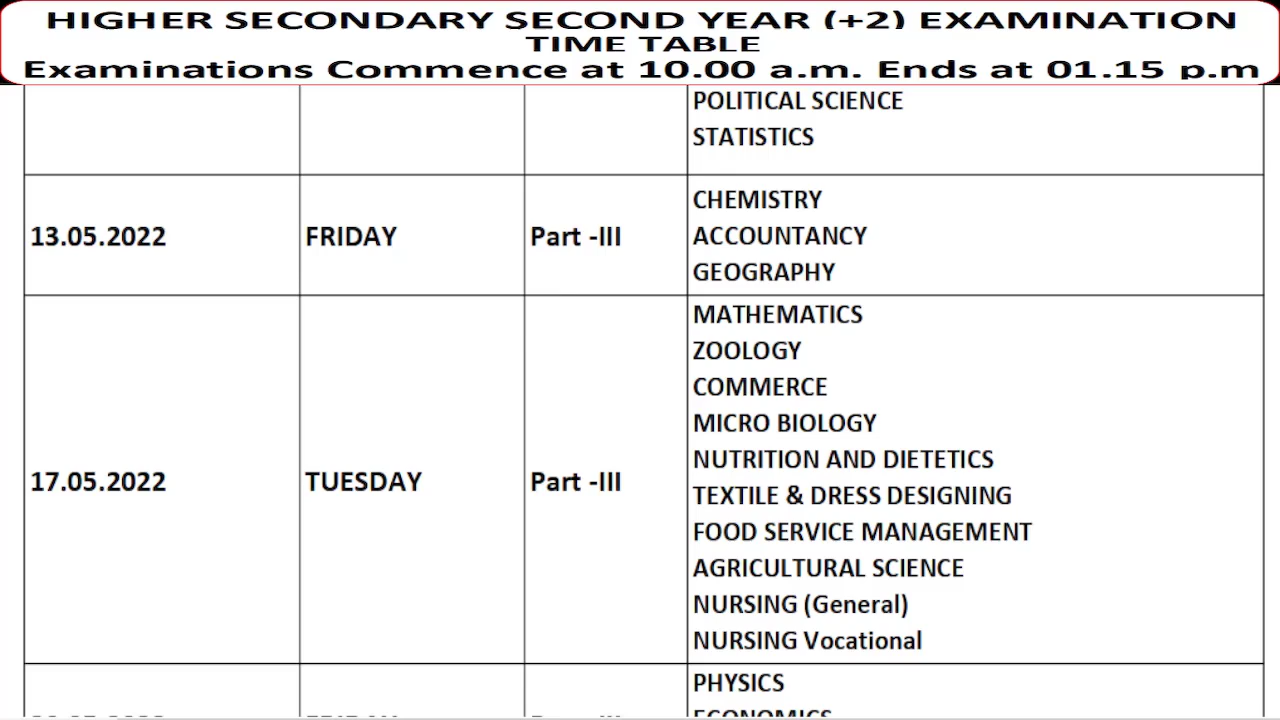 HIGHER SECONDARY SECOND YEAR (+2) EXAMINATION
TIME TABLE
Examinations Commence at 10.00 a.m. Ends at 01.15 p.m
POLITICAL SCIENCE
STATISTICS
13.05.2022 FRIDAY Part -III
CHEMISTRY
ACCOUNTANCY
GEOGRAPHY
17.05.2022 TUESDAY Part -III
MATHEMATICS
ZOOLOGY
COMMERCE
MICRO BIOLOGY
NUTRITION AND DIETETICS
TEXTILE & DRESS DESIGNING
FOOD SERVICE MANAGEMENT
AGRICULTURAL SCIENCE
NURSING (General)
NURSING Vocational
PHYSICS
ECONOMICS